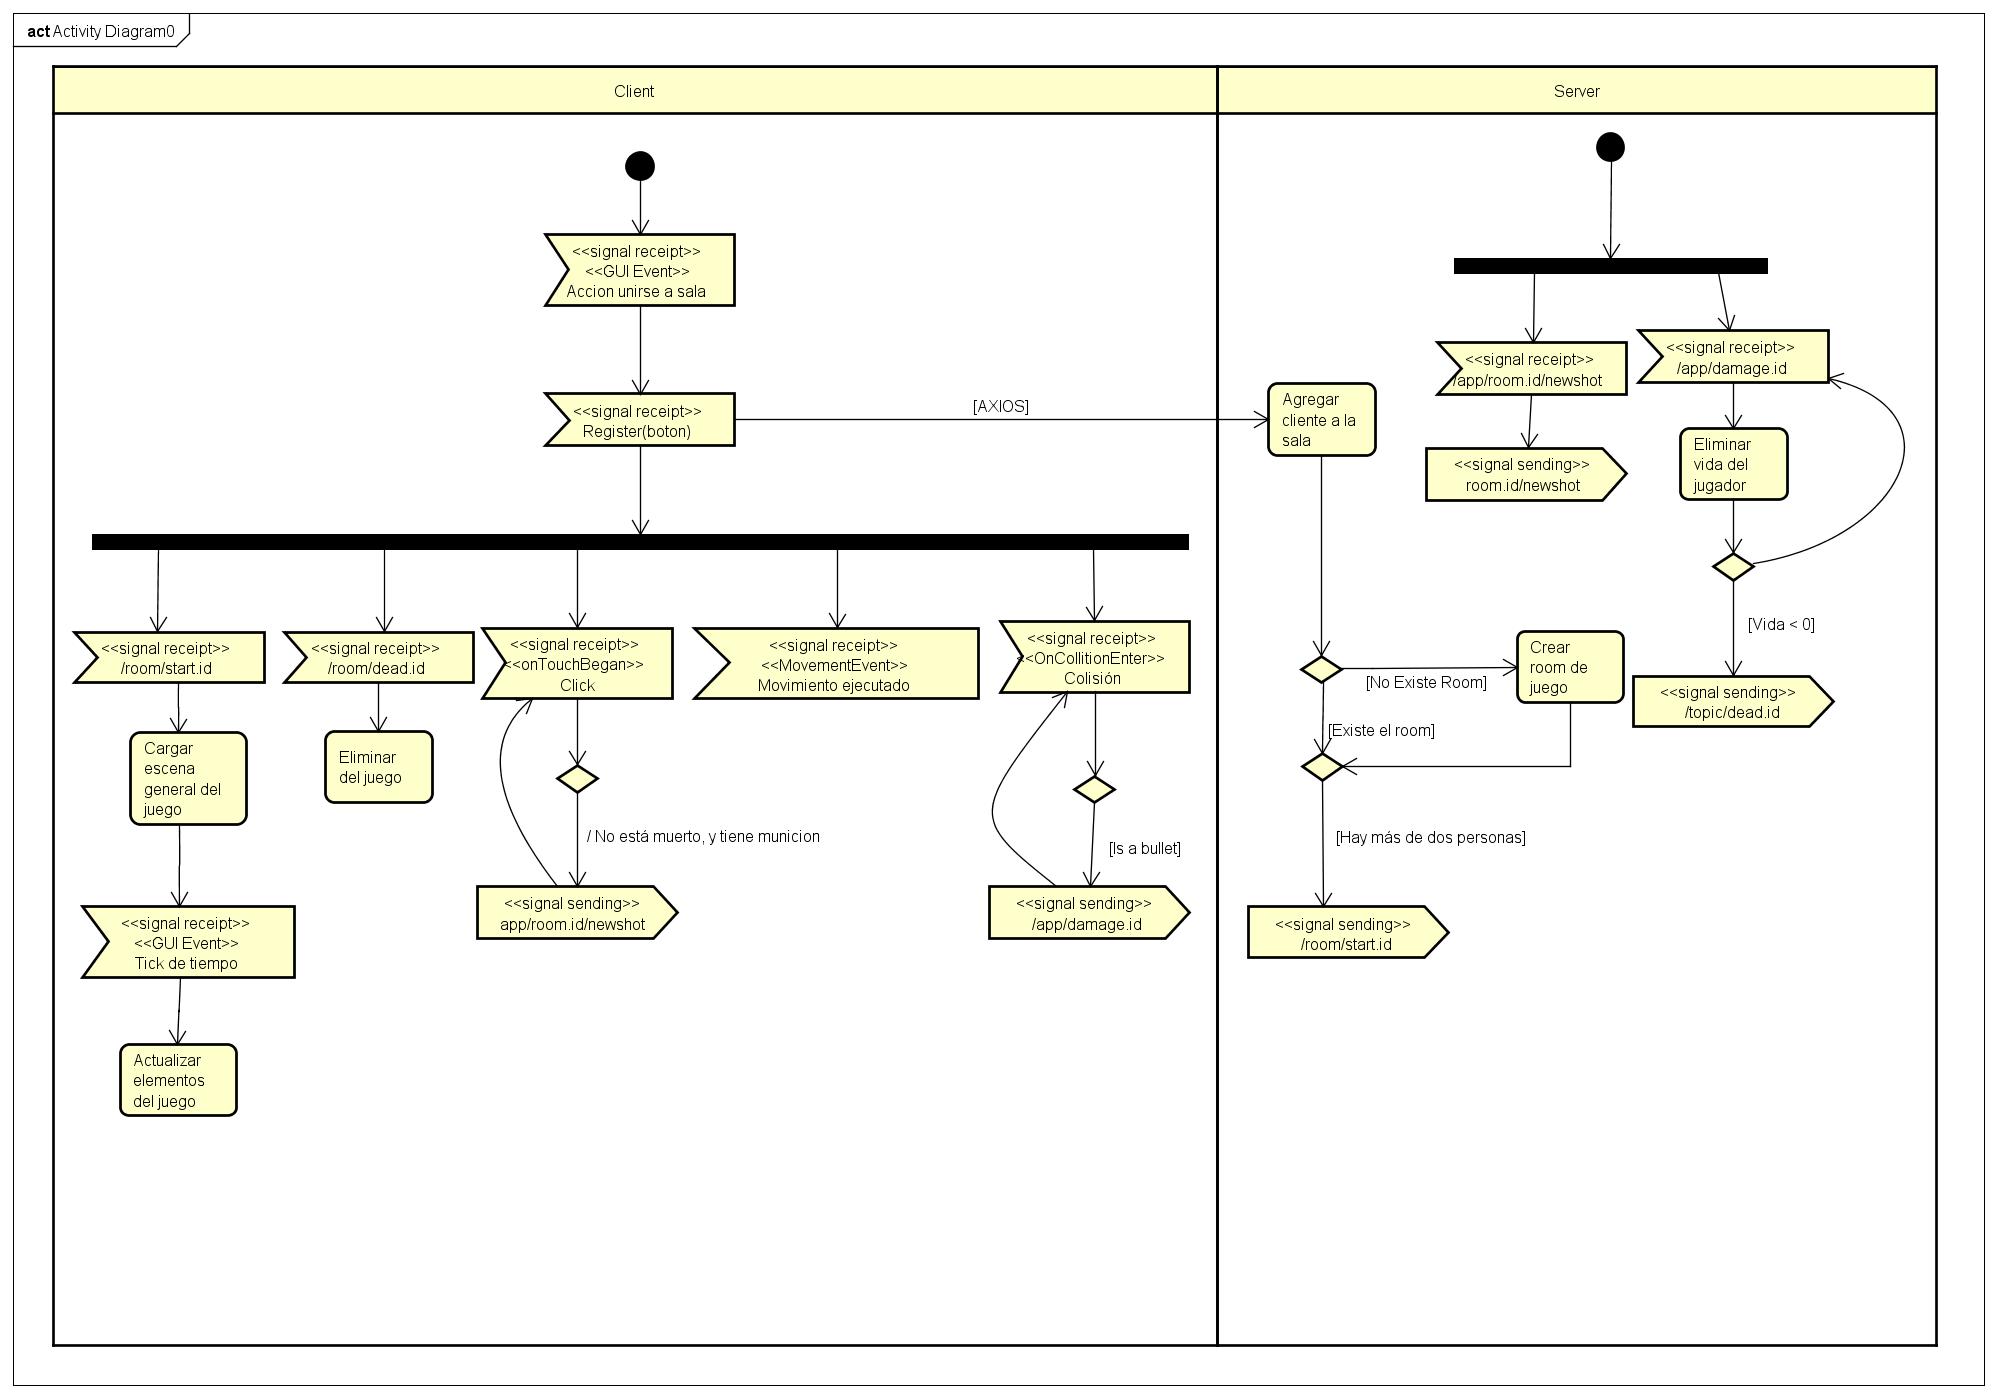 act Activity Diagram0
Client
Server
<<signal receipt>>
<<GUI Event>>
Accion unirse a sala
<<signal receipt>>
Register(boton)
[AXIOS]
Agregar
cliente a la
sala
<<signal receipt>>
/app/room.id/newshot
<<signal sending>>
room.id/newshot
<<signal receipt>>
/app/damage.id
Eliminar
vida del
jugador
[Vida < 0]
<<signal sending>>
/topic/dead.id
<<signal receipt>>
/room/start.id
Cargar
escena
general del
juego
<<signal receipt>>
<<GUI Event>>
Tick de tiempo
Actualizar
elementos
del juego
<<signal receipt>>
/room/dead.id
Eliminar
del juego
<<signal receipt>>
<<onTouchBegan>>
Click
/ No está muerto, y tiene municion
<<signal sending>>
app/room.id/newshot
<<signal receipt>>
<<MovementEvent>>
Movimiento ejecutado
<<signal receipt>>
<<OnCollitionEnter>>
Colisión
[Is a bullet]
<<signal sending>>
/app/damage.id
[No Existe Room]
Crear
room de
juego
[Existe el room]
[Hay más de dos personas]
<<signal sending>>
/room/start.id